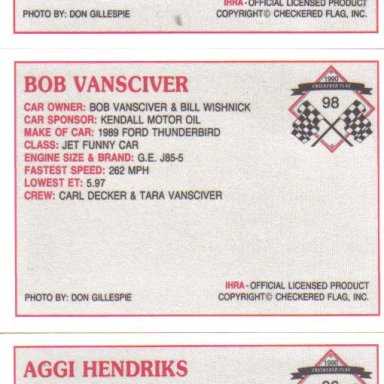 IHRA-OFFICIAL LICENSED PRODUCT
PHOTO BY: DON GILLESPIE COPYRIGHT© CHECKERED FLAG, INC.
BOB VANSCIVER
CAR OWNER: BOB VANSCIVER & BILL WISHNICK
CAR SPONSOR: KENDALL MOTOR OIL
MAKE OF CAR: 1989 FORD THUNDERBIRD
CLASS: JET FUNNY CAR
ENGINE SIZE & BRAND: G.E. J85-5
FASTEST SPEED: 262 MPH
LOWEST ET: 5.97
CREW: CARL DECKER & TARA VANSCIVER
1990
CHECKERED FLAG
98
IHRA-OFFICIAL LICENSED PRODUCT
PHOTO BY: DON GILLESPIE COPYRIGHT© CHECKERED FLAG, INC.
AGGI HENDRIKS
1990
CHECKERED FLAG